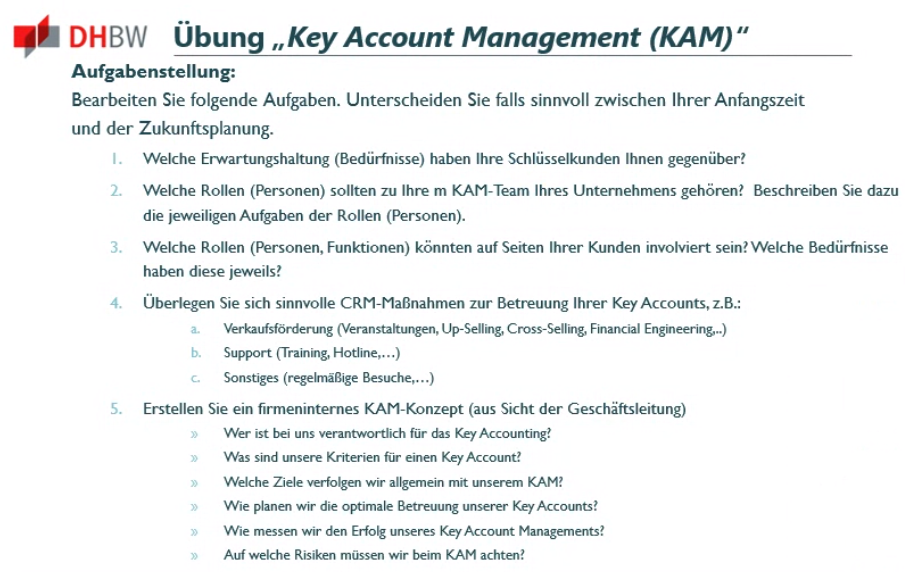 DHBW Übung „Key Account Management (KAM)“
Aufgabenstellung:
Bearbeiten Sie folgende Aufgaben. Unterscheiden Sie falls sinnvoll zwischen Ihrer Anfangszeit
und der Zukunftsplanung.
1. Welche Erwartungshaltung (Bedürfnisse) haben Ihre Schlüsselkunden Ihnen gegenüber?
2. Welche Rollen (Personen) sollten zu Ihre m KAM-Team Ihres Unternehmens gehören? Beschreiben Sie dazu
die jeweiligen Aufgaben der Rollen (Personen).
3. Welche Rollen (Personen, Funktionen) könnten auf Seiten Ihrer Kunden involviert sein? Welche Bedürfnisse
haben diese jeweils?
4. Überlegen Sie sich sinnvolle CRM-Maßnahmen zur Betreuung Ihrer Key Accounts, z.B.:
a. Verkaufsförderung (Veranstaltungen, Up-Selling, Cross-Selling, Financial Engineering,..)
b. Support (Training, Hotline,…)
c. Sonstiges (regelmäßige Besuche,…)
5. Erstellen Sie ein firmeninternes KAM-Konzept (aus Sicht der Geschäftsleitung)
» Wer ist bei uns verantwortlich für das Key Accounting?
» Was sind unsere Kriterien für einen Key Account?
» Welche Ziele verfolgen wir allgemein mit unserem KAM?
» Wie planen wir die optimale Betreuung unserer Key Accounts?
» Wie messen wir den Erfolg unseres Key Account Managements?
» Auf welche Risiken müssen wir beim KAM achten?